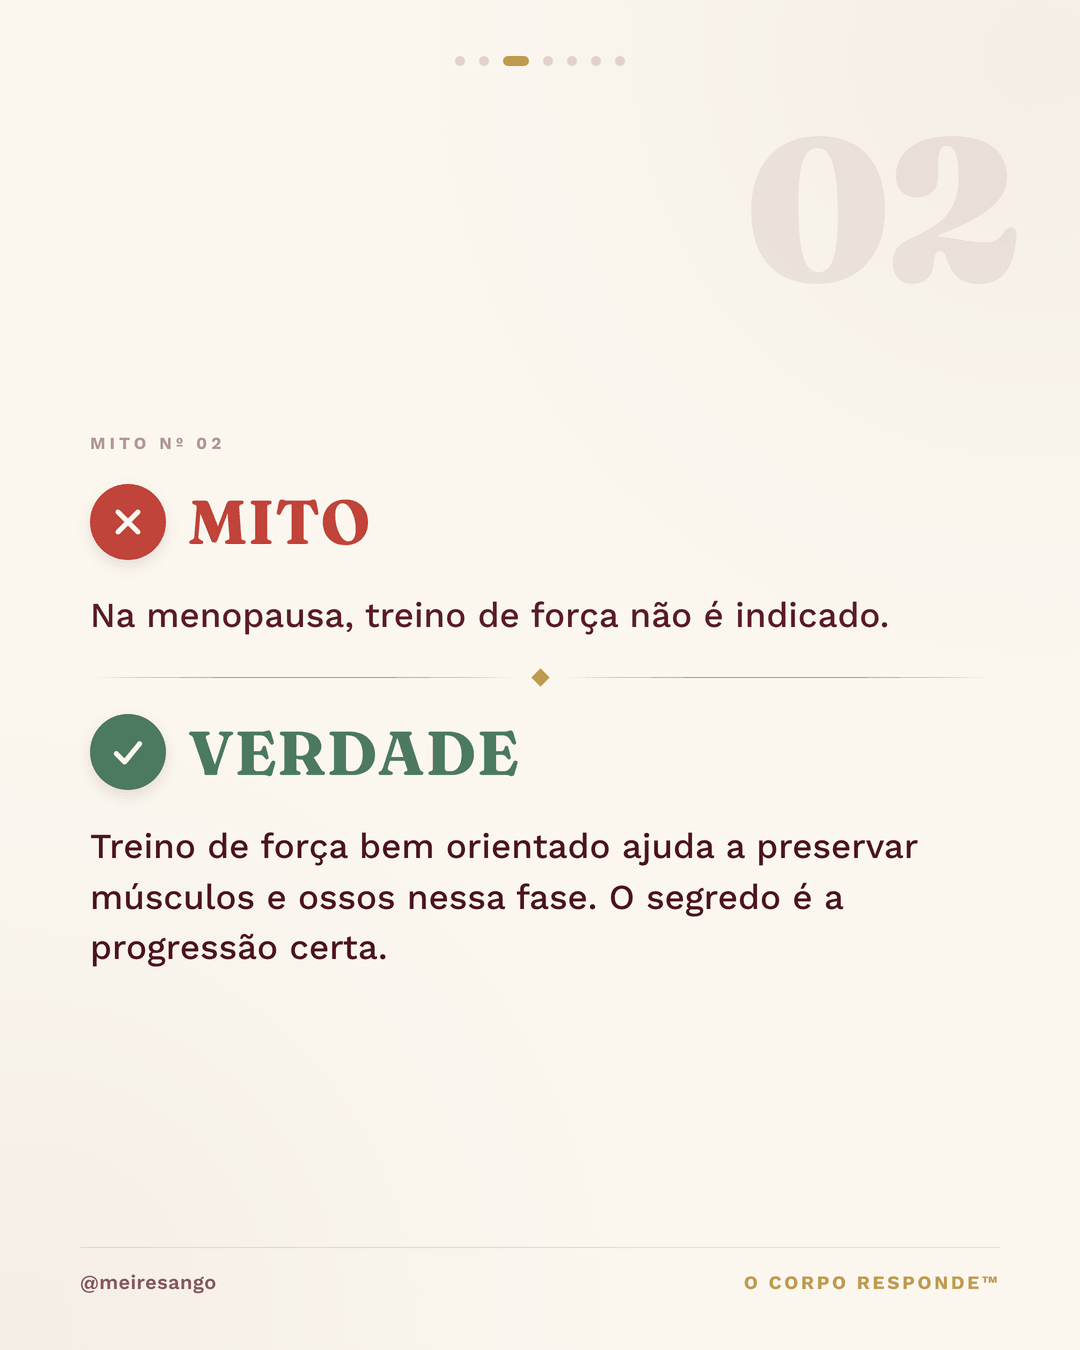 02
MITO Nº 02
MITO
Na menopausa, treino de força não é indicado.
VERDADE
Treino de força bem orientado ajuda a preservar
músculos e ossos nessa fase. O segredo é a
progressão certa.
@meiresango
O CORPO RESPONDE™